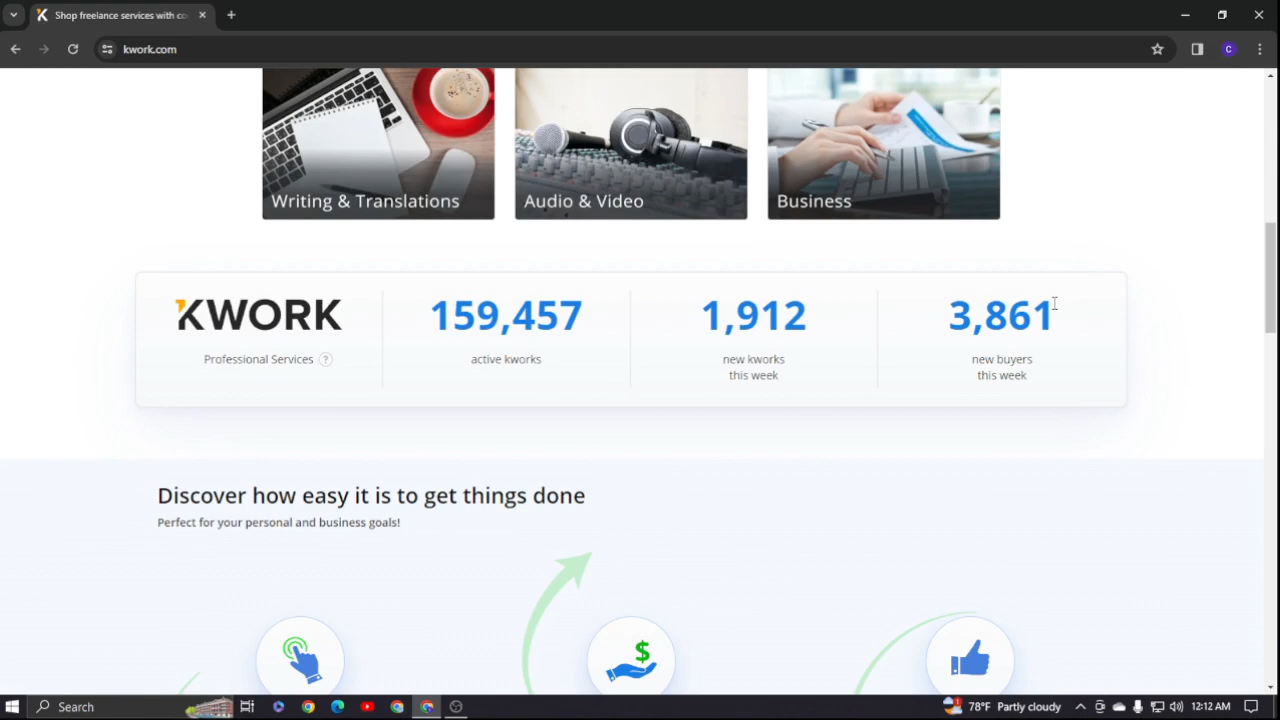 Shop freelance services with co
kwork.com
C
Writing & Translations
Audio & Video
Business
KWORK
159,457
1,912
3,861
Professional Services ?
active kworks
new kworks
this week
new buyers
this week
Discover how easy it is to get things done
Perfect for your personal and business goals!
$
Search
78°F Partly cloudy
12:12 AM